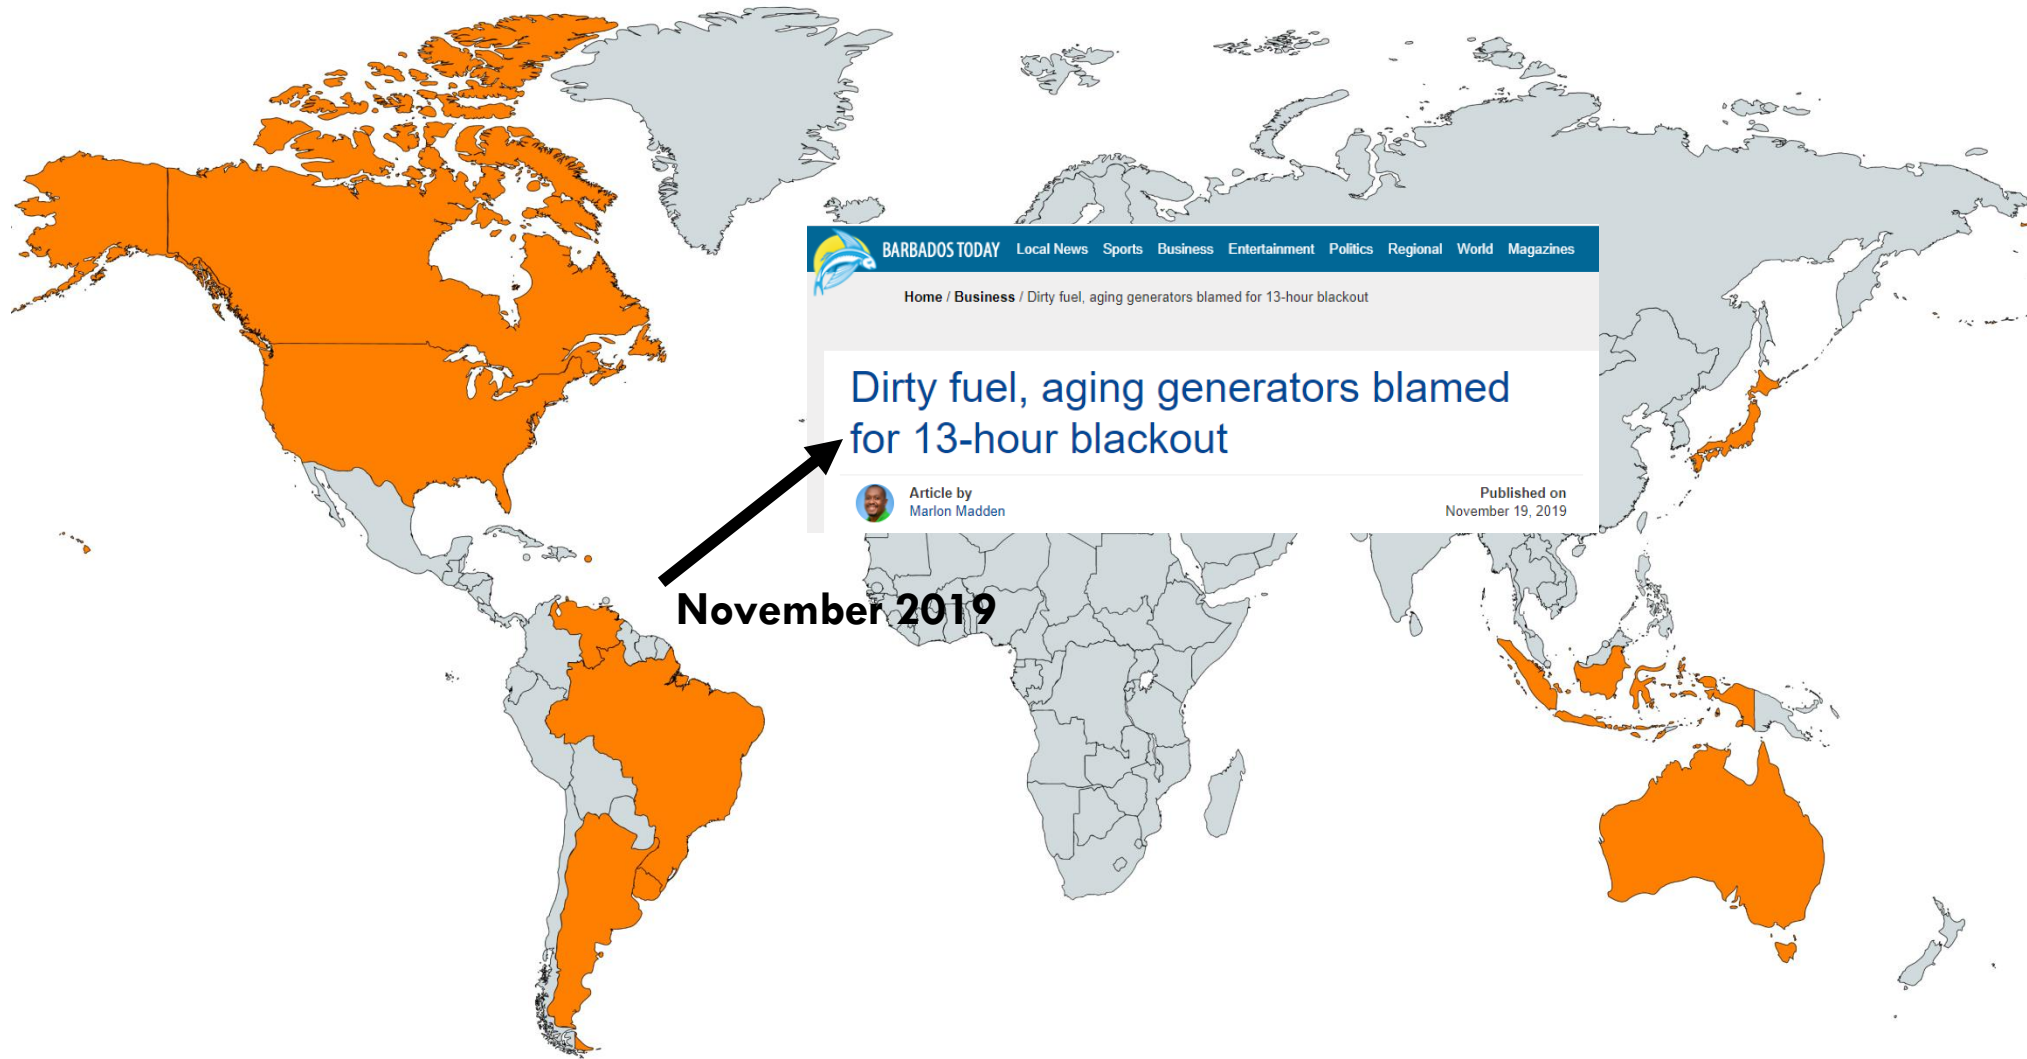 BARBADOS TODAY Local News Sports Business Entertainment Politics Regional World Magazines
Home / Business / Dirty fuel, aging generators blamed for 13-hour blackout
Dirty fuel, aging generators blamed
for 13-hour blackout
Article by
Marlon Madden
Published on
November 19, 2019
November 2019